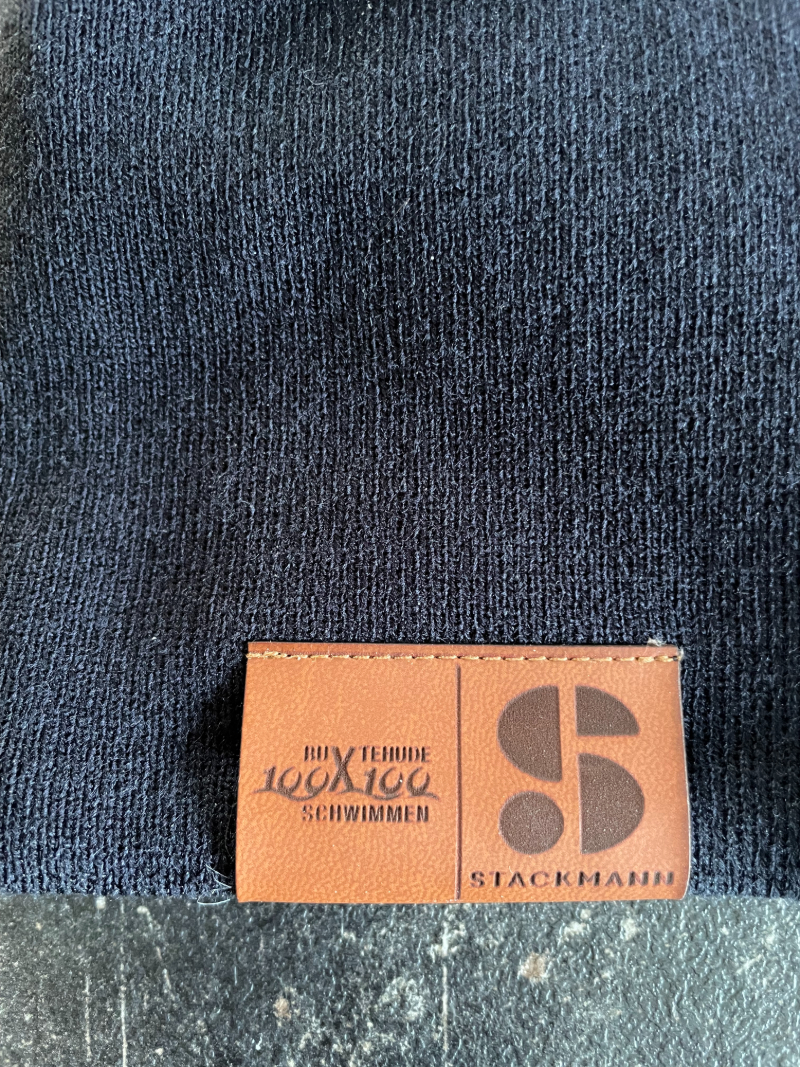 BUXTEHUDE
100X100
SCHWIMMEN
STACKMANN